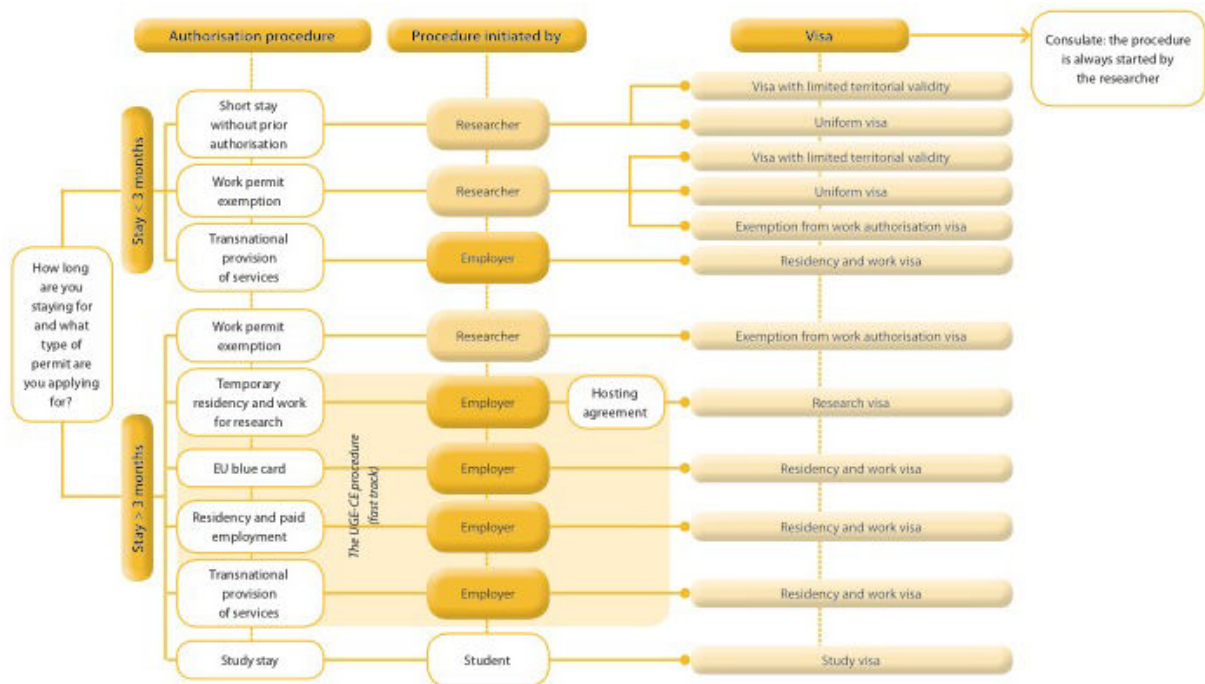 Authorisation procedure
Procedure initiated by
Visa
Consulate: the procedure
is always started by
the researcher
How long
are you
staying for
and what
type of
permit are
you applying
for?
Stay < 3 months
Short stay
without prior
authorisation
Researcher
Visa with limited territorial validity
Uniform visa
Work permit
exemption
Researcher
Visa with limited territorial validity
Uniform visa
Exemption from work authorisation visa
Transnational
provision
of services
Employer
Residency and work visa
Stay > 3 months
Work permit
exemption
Researcher
Exemption from work authorisation visa
Temporary
residency and work
for research
Employer
Hosting
agreement
Research visa
The UGE-CE procedure
(fast track)
EU blue card
Employer
Residency and work visa
Residency and paid
employment
Employer
Residency and work visa
Transnational
provision
of services
Employer
Residency and work visa
Study stay
Student
Study visa